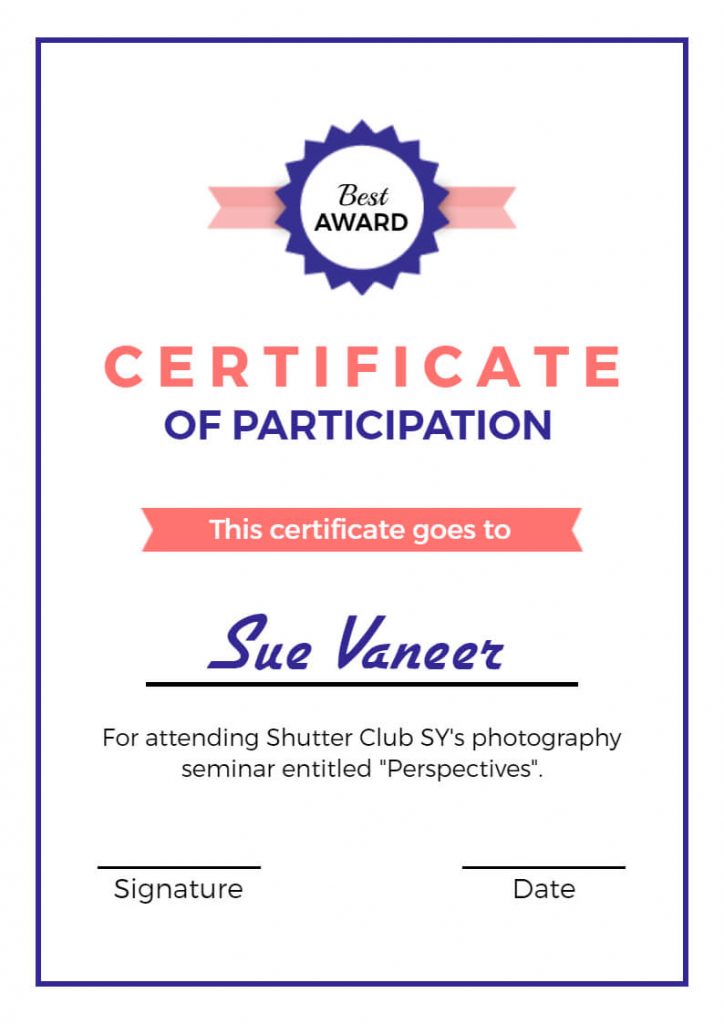 Best
AWARD
CERTIFICATE
OF PARTICIPATION
This certificate goes to
Sue Vaneer
For attending Shutter Club SY's photography
seminar entitled "Perspectives".
Signature
Date